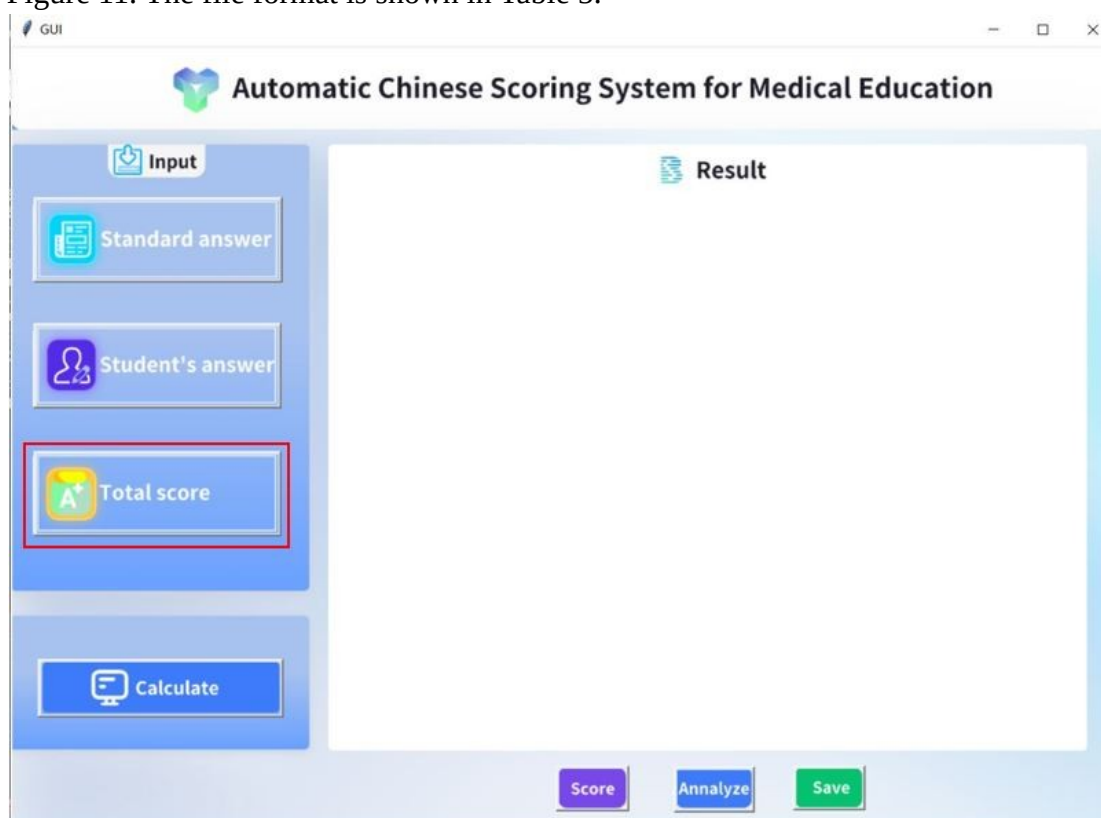 Figure 11. The file format is shown in Table 3.
GUI
Automatic Chinese Scoring System for Medical Education
Input
Result
Standard answer
Student's answer
A+
Total score
Calculate
Score
Annalyze
Save